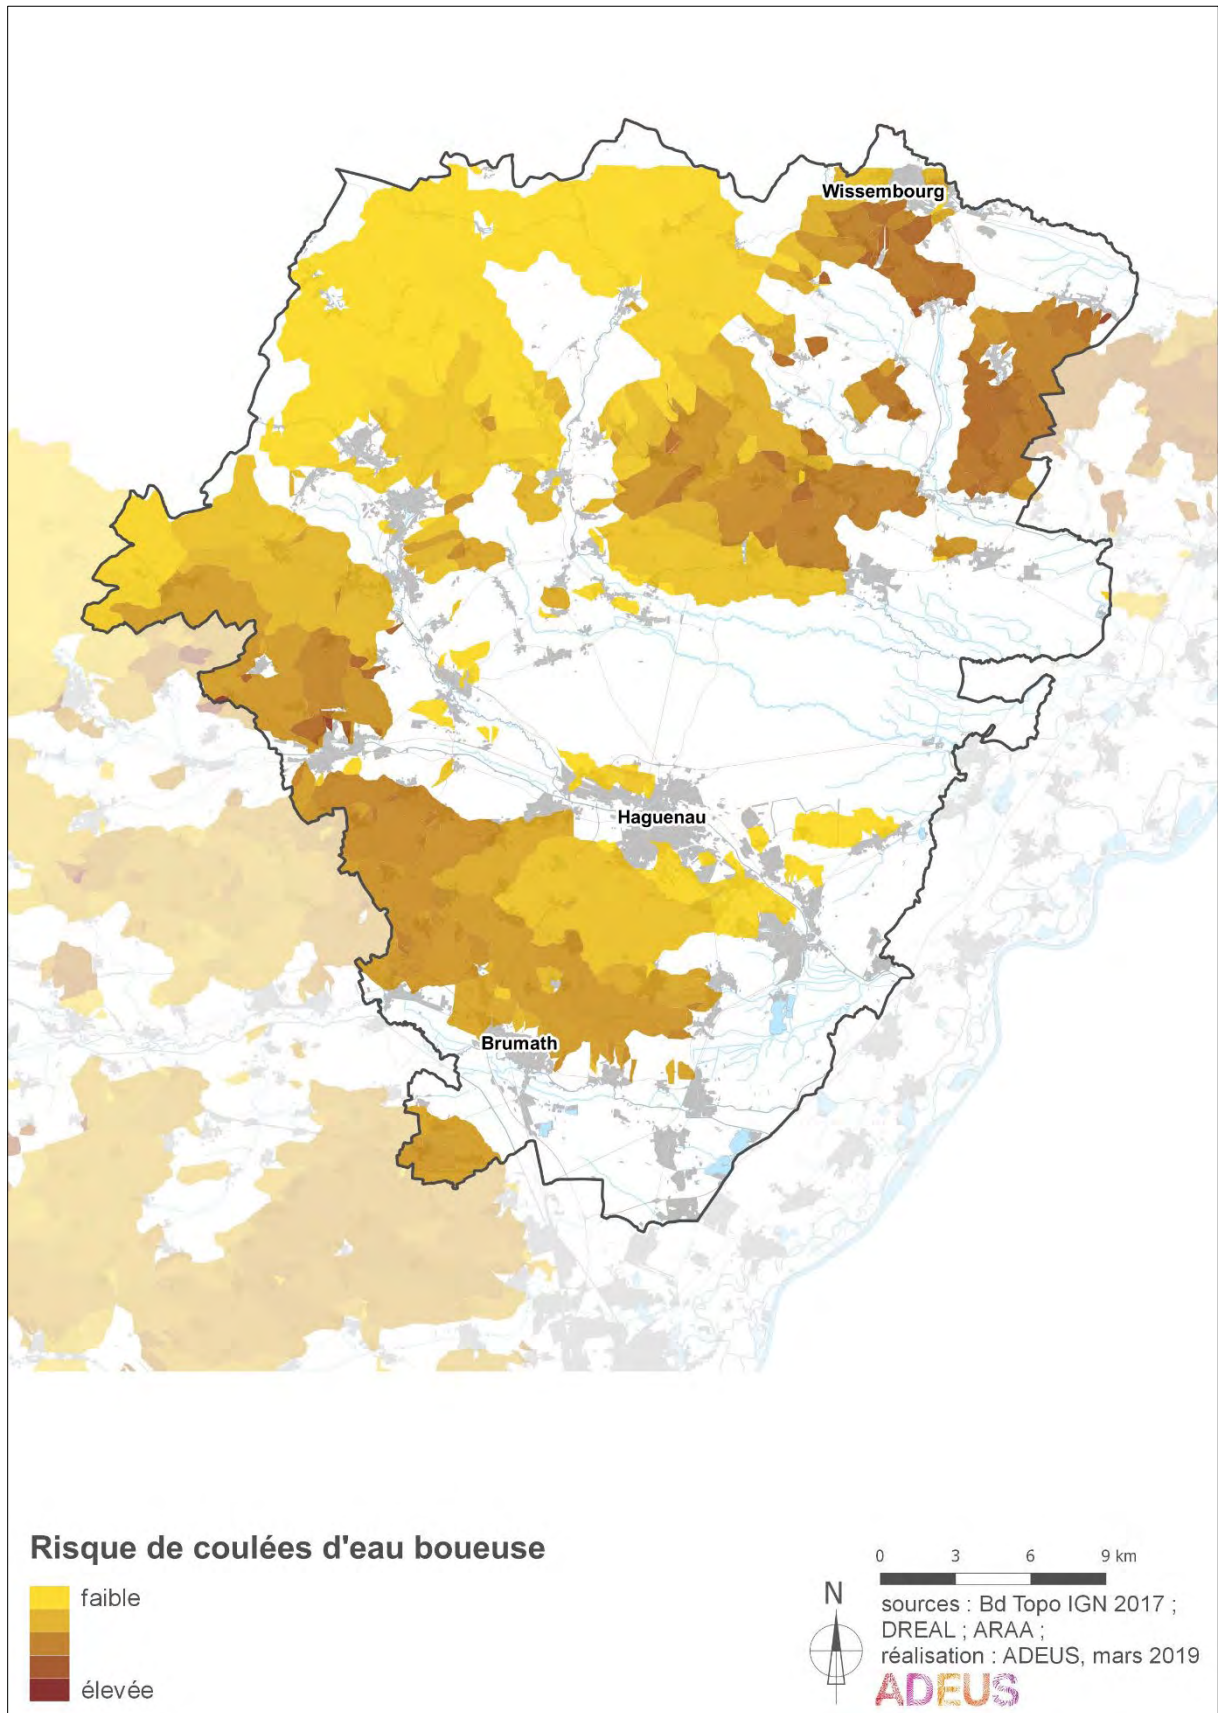 Wissembourg
Haguenau
Brumath
Risque de coulées d'eau boueuse
faible
élevée
0 3 6 9 km
N
sources : Bd Topo IGN 2017 ;
DREAL ; ARAA ;
réalisation : ADEUS, mars 2019
ADEUS